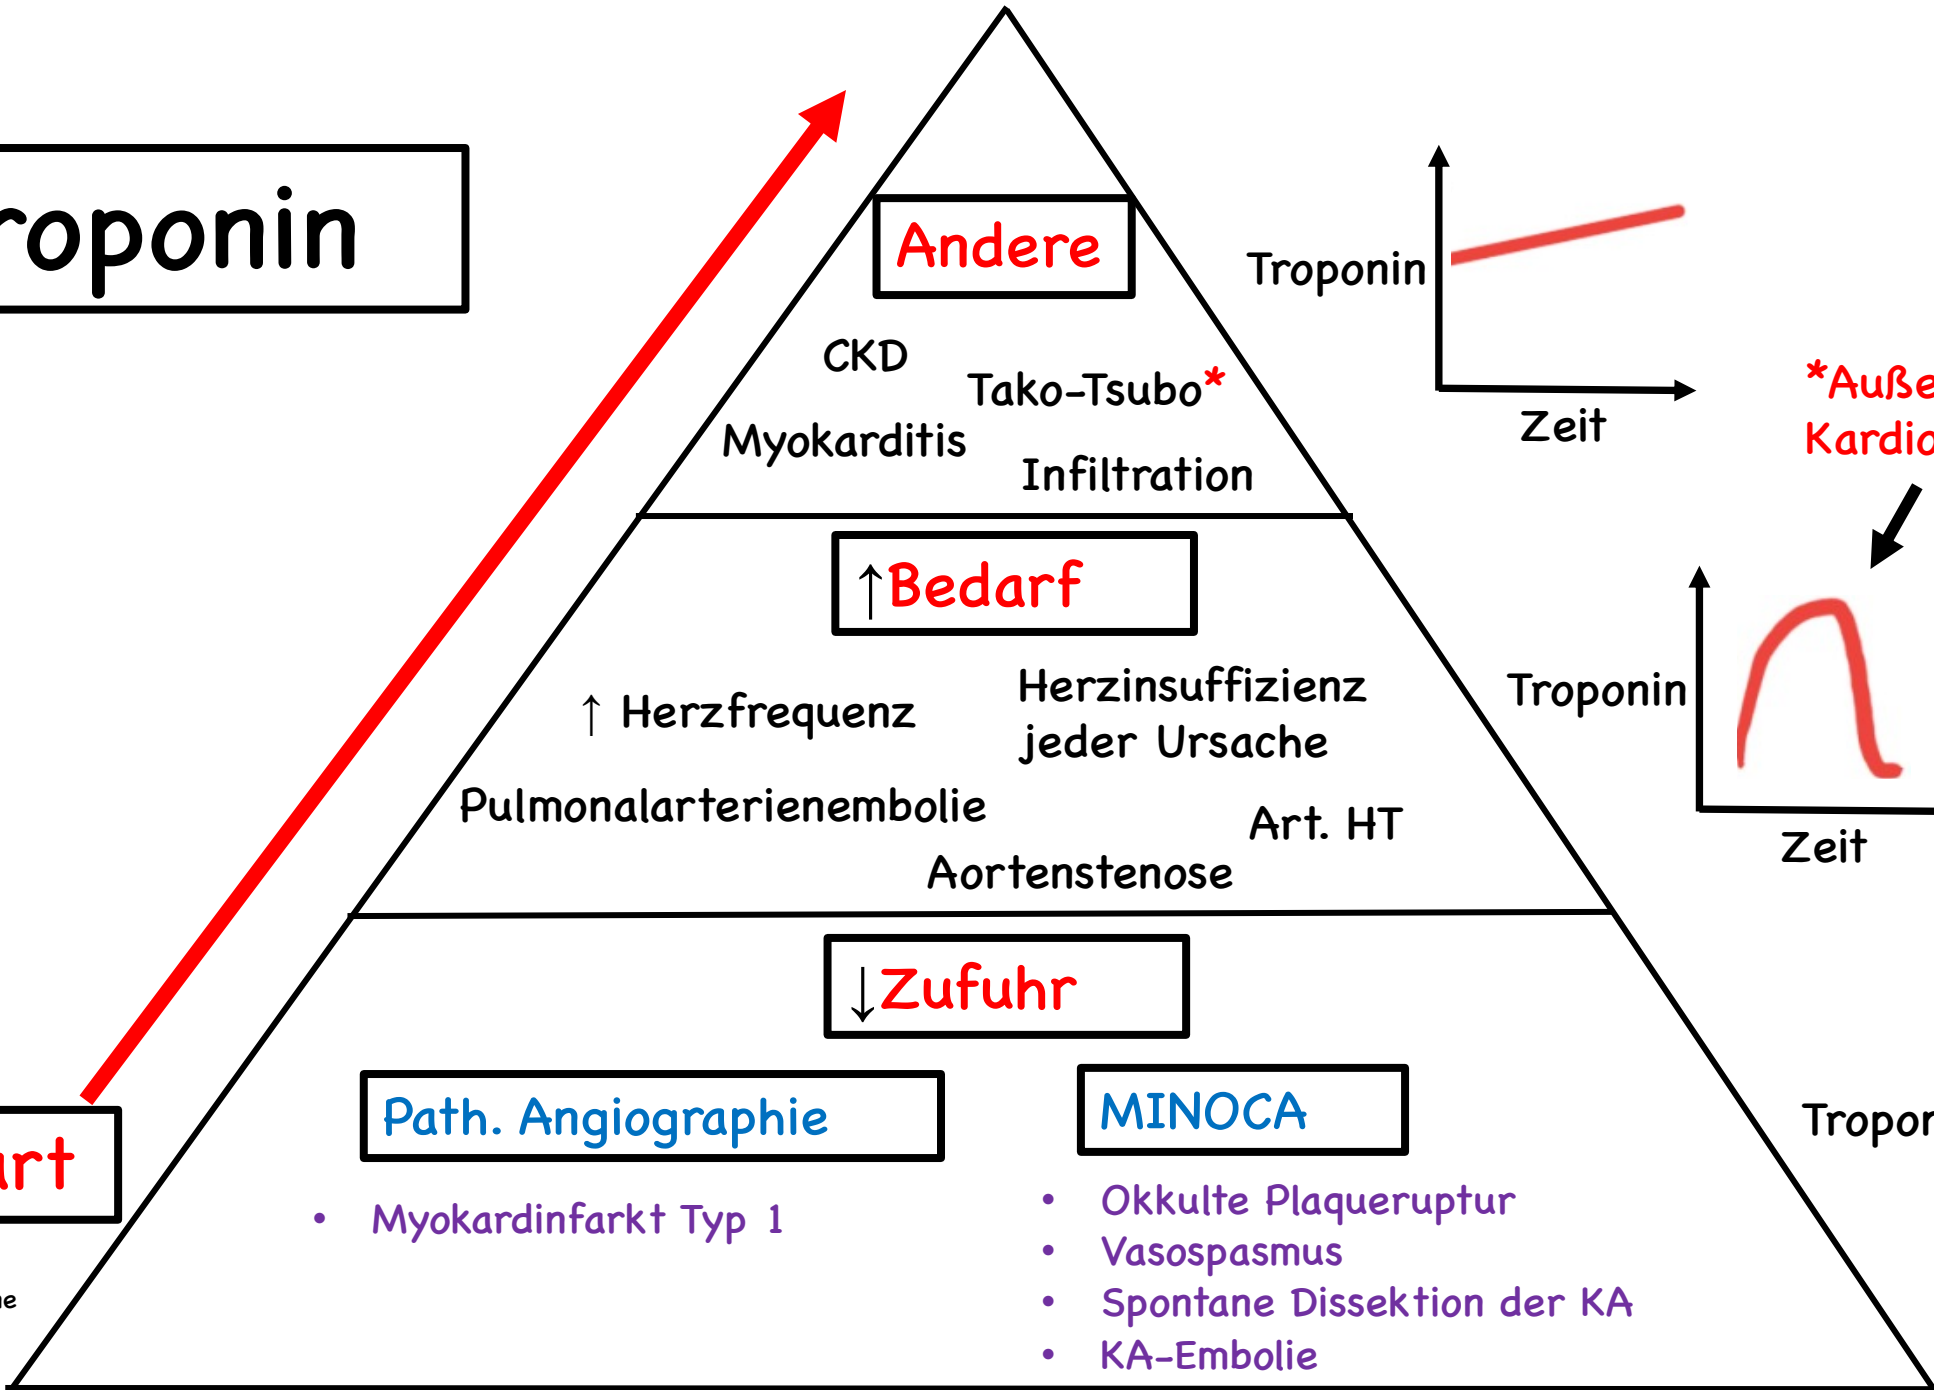 roponin
Andere
CKD
Tako-Tsubo*
Myokarditis
Infiltration
Troponin
Zeit
*Auße
Kardio
↑Bedarf
↑ Herzfrequenz
Herzinsuffizienz
jeder Ursache
Pulmonalarterienembolie
Art. HT
Aortenstenose
Troponin
Zeit
↓Zufuhr
Path. Angiographie
MINOCA
• Myokardinfarkt Typ 1
• Okkulte Plaqueruptur
• Vasospasmus
• Spontane Dissektion der KA
• KA-Embolie
Tropon
art